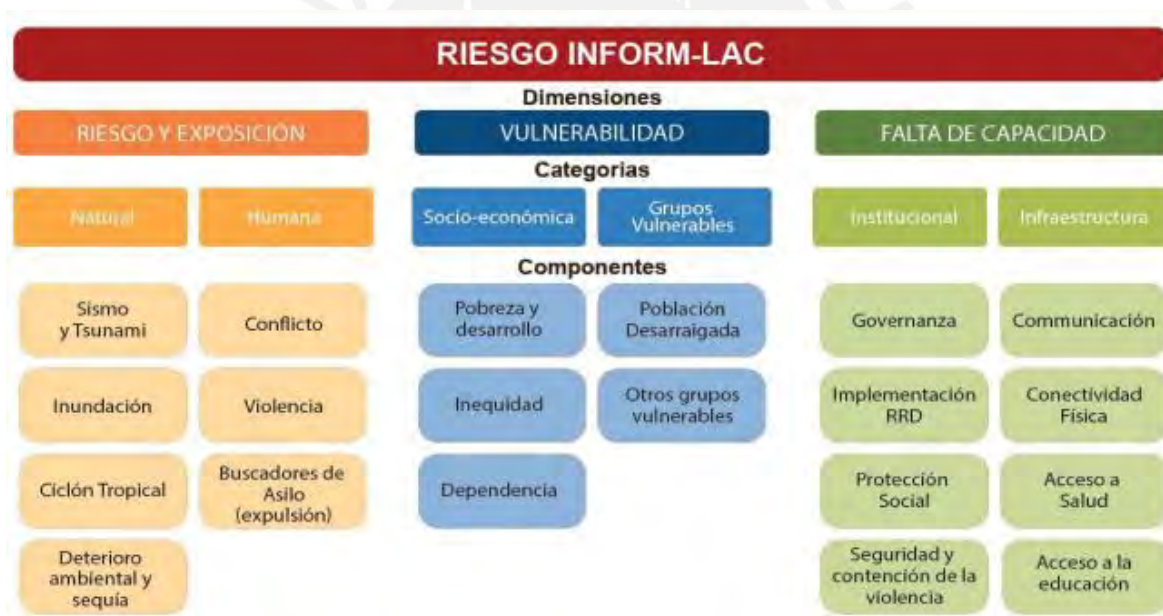 RIESGO INFORM-LAC
Dimensiones
RIESGO Y EXPOSICIÓN
VULNERABILIDAD
FALTA DE CAPACIDAD
Categorias
Natural
Humana
Socio-económica
Grupos
Vulnerables
Institucional
Infraestructura
Componentes
Sismo
y Tsunami
Conflicto
Pobreza y
desarrollo
Población
Desarraigada
Governanza
Communicación
Inundación
Violencia
Inequidad
Otros grupos
vulnerables
Implementación
RRD
Conectividad
Física
Ciclón Tropical
Buscadores de
Asilo
(expulsión)
Dependencia
Protección
Social
Acceso a
Salud
Deterioro
ambiental y
sequía
Seguridad y
contención de la
violencia
Acceso a la
educación